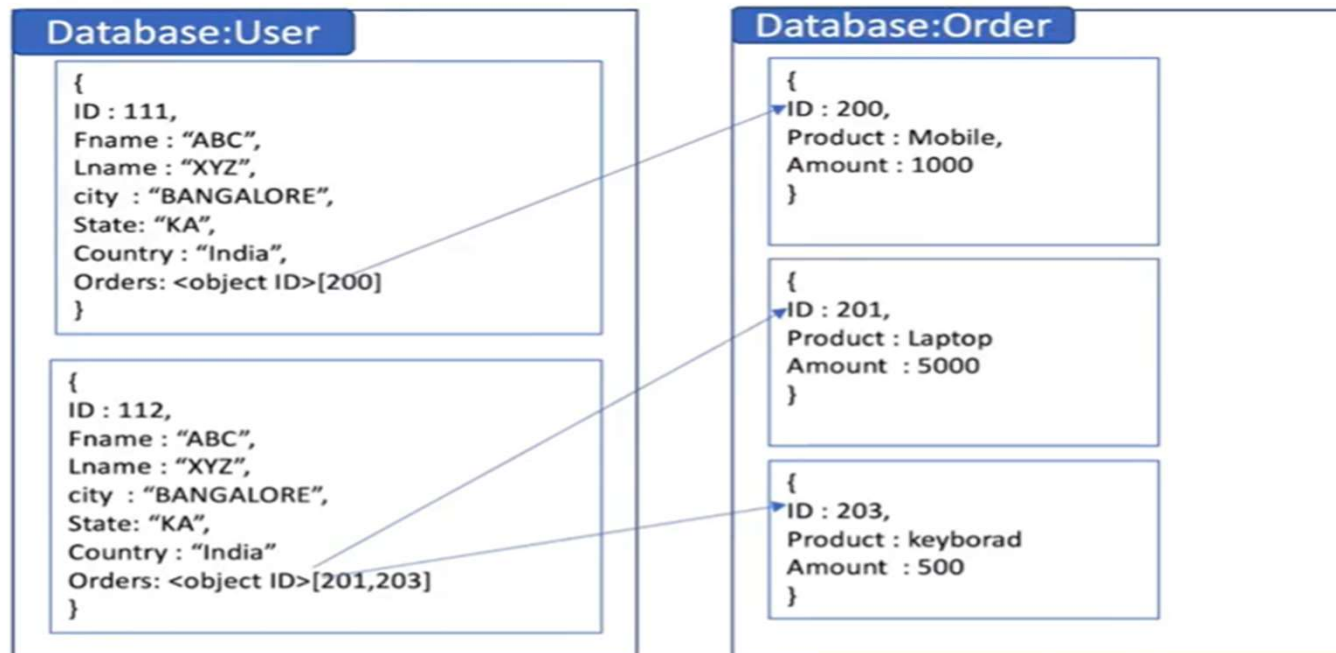 Database:User
{
ID : 111,
Fname : “ABC”,
Lname : “XYZ”,
city : “BANGALORE”,
State: “KA”,
Country : “India”,
Orders: <object ID>[200]
}
{
ID : 112,
Fname : “ABC”,
Lname : “XYZ”,
city : “BANGALORE”,
State: “KA”,
Country : “India”
Orders: <object ID>[201,203]
}
Database:Order
{
ID : 200,
Product : Mobile,
Amount : 1000
}
{
ID : 201,
Product : Laptop
Amount : 5000
}
{
ID : 203,
Product : keyborad
Amount : 500
}